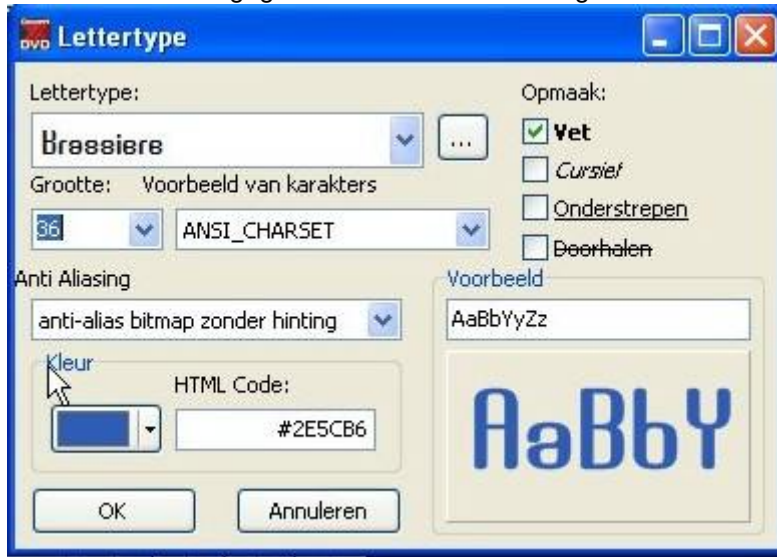 DVD Lettertype
Lettertype:
Opmaak:
Brassiere
...
Vet
Cursief
Grootte: Voorbeeld van karakters
Onderstrepen
36
ANSI_CHARSET
Doorhalen
Anti Aliasing
Voorbeeld
anti-alias bitmap zonder hinting
AaBbYyZz
Kleur
HTML Code:
#2E5CB6
AaBbY
OK
Annuleren